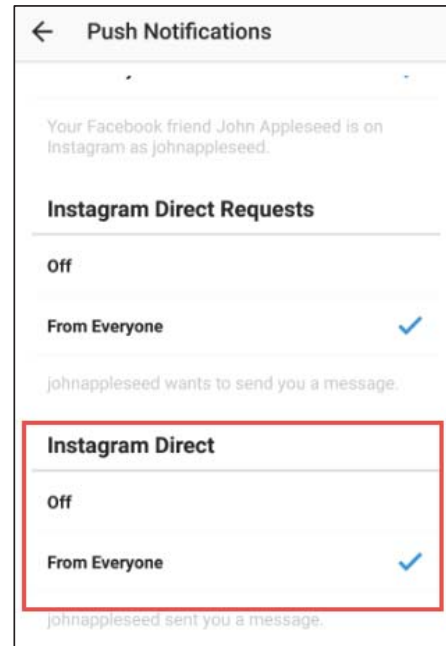 Push Notifications
Your Facebook friend John Appleseed is on
Instagram as johnappleseed.
Instagram Direct Requests
Off
From Everyone
johnappleseed wants to send you a message.
Instagram Direct
Off
From Everyone
johnappleseed sent you a message.